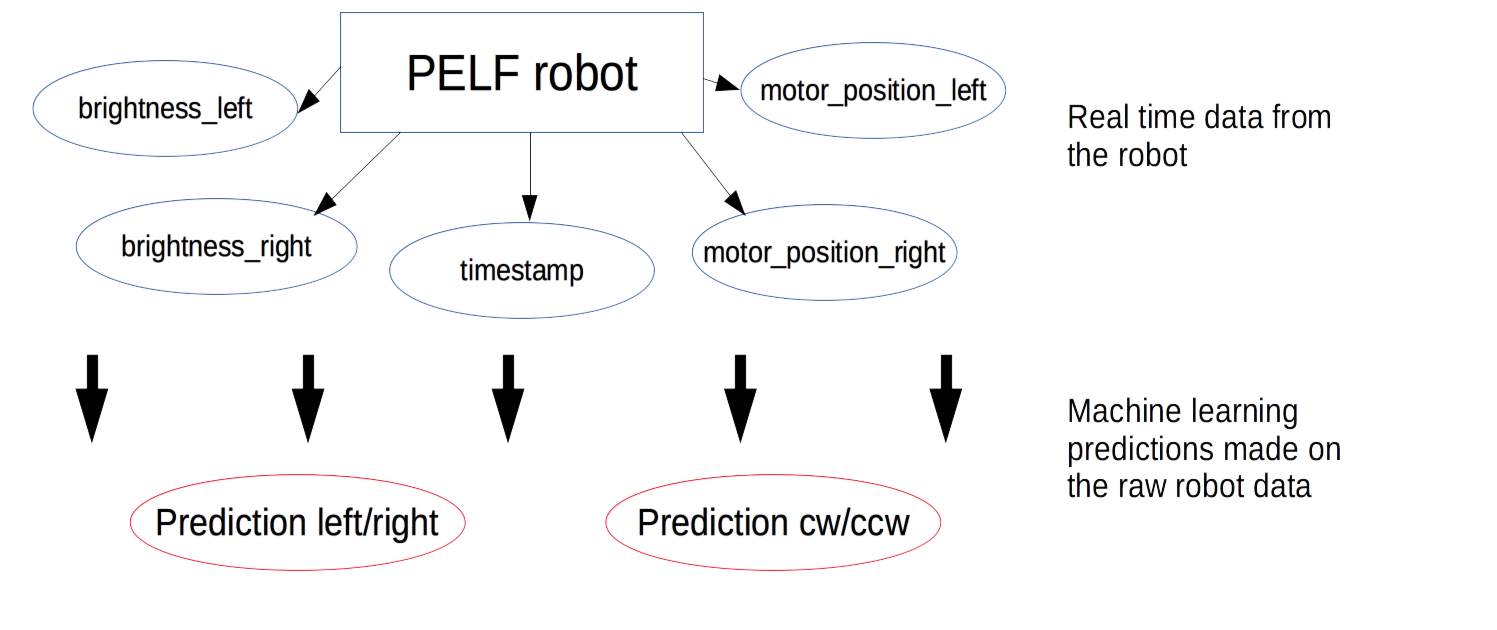 PELF robot
brightness_left
motor_position_left
Real time data from
the robot
brightness_right
timestamp
motor_position_right
Machine learning
predictions made on
the raw robot data
Prediction left/right
Prediction cw/ccw